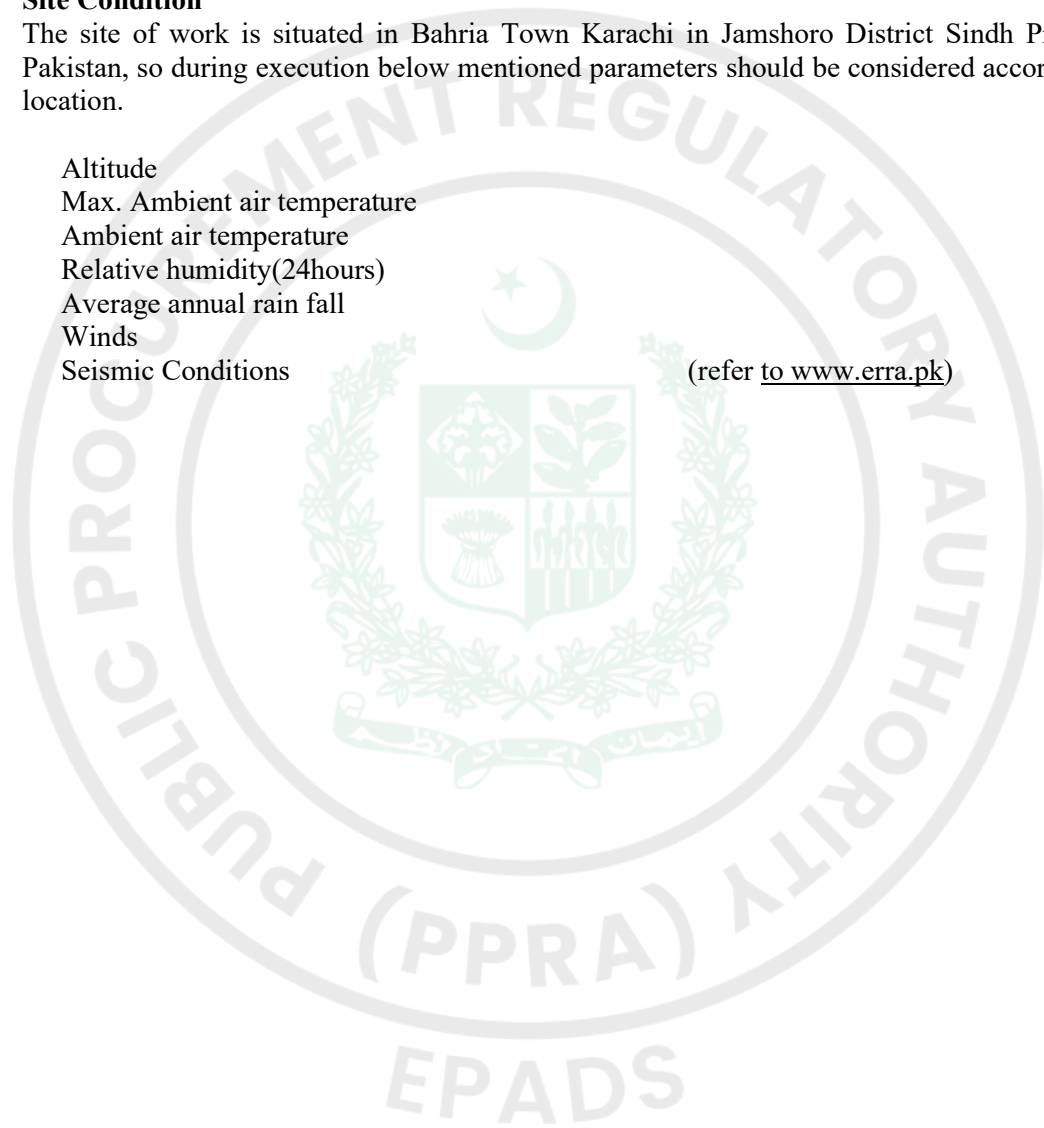 Site Condition
The site of work is situated in Bahria Town Karachi in Jamshoro District Sindh
Pakistan, so during execution below mentioned parameters should be considered
location.
Altitude
Max. Ambient air temperature
Ambient air temperature
Relative humidity(24hours)
Average annual rain fall
Winds
Seismic Conditions (refer to www.erra.pk)
PUBLIC PROCUREMENT REGULATORY AUTHORITY
(PPRA)
EPADS